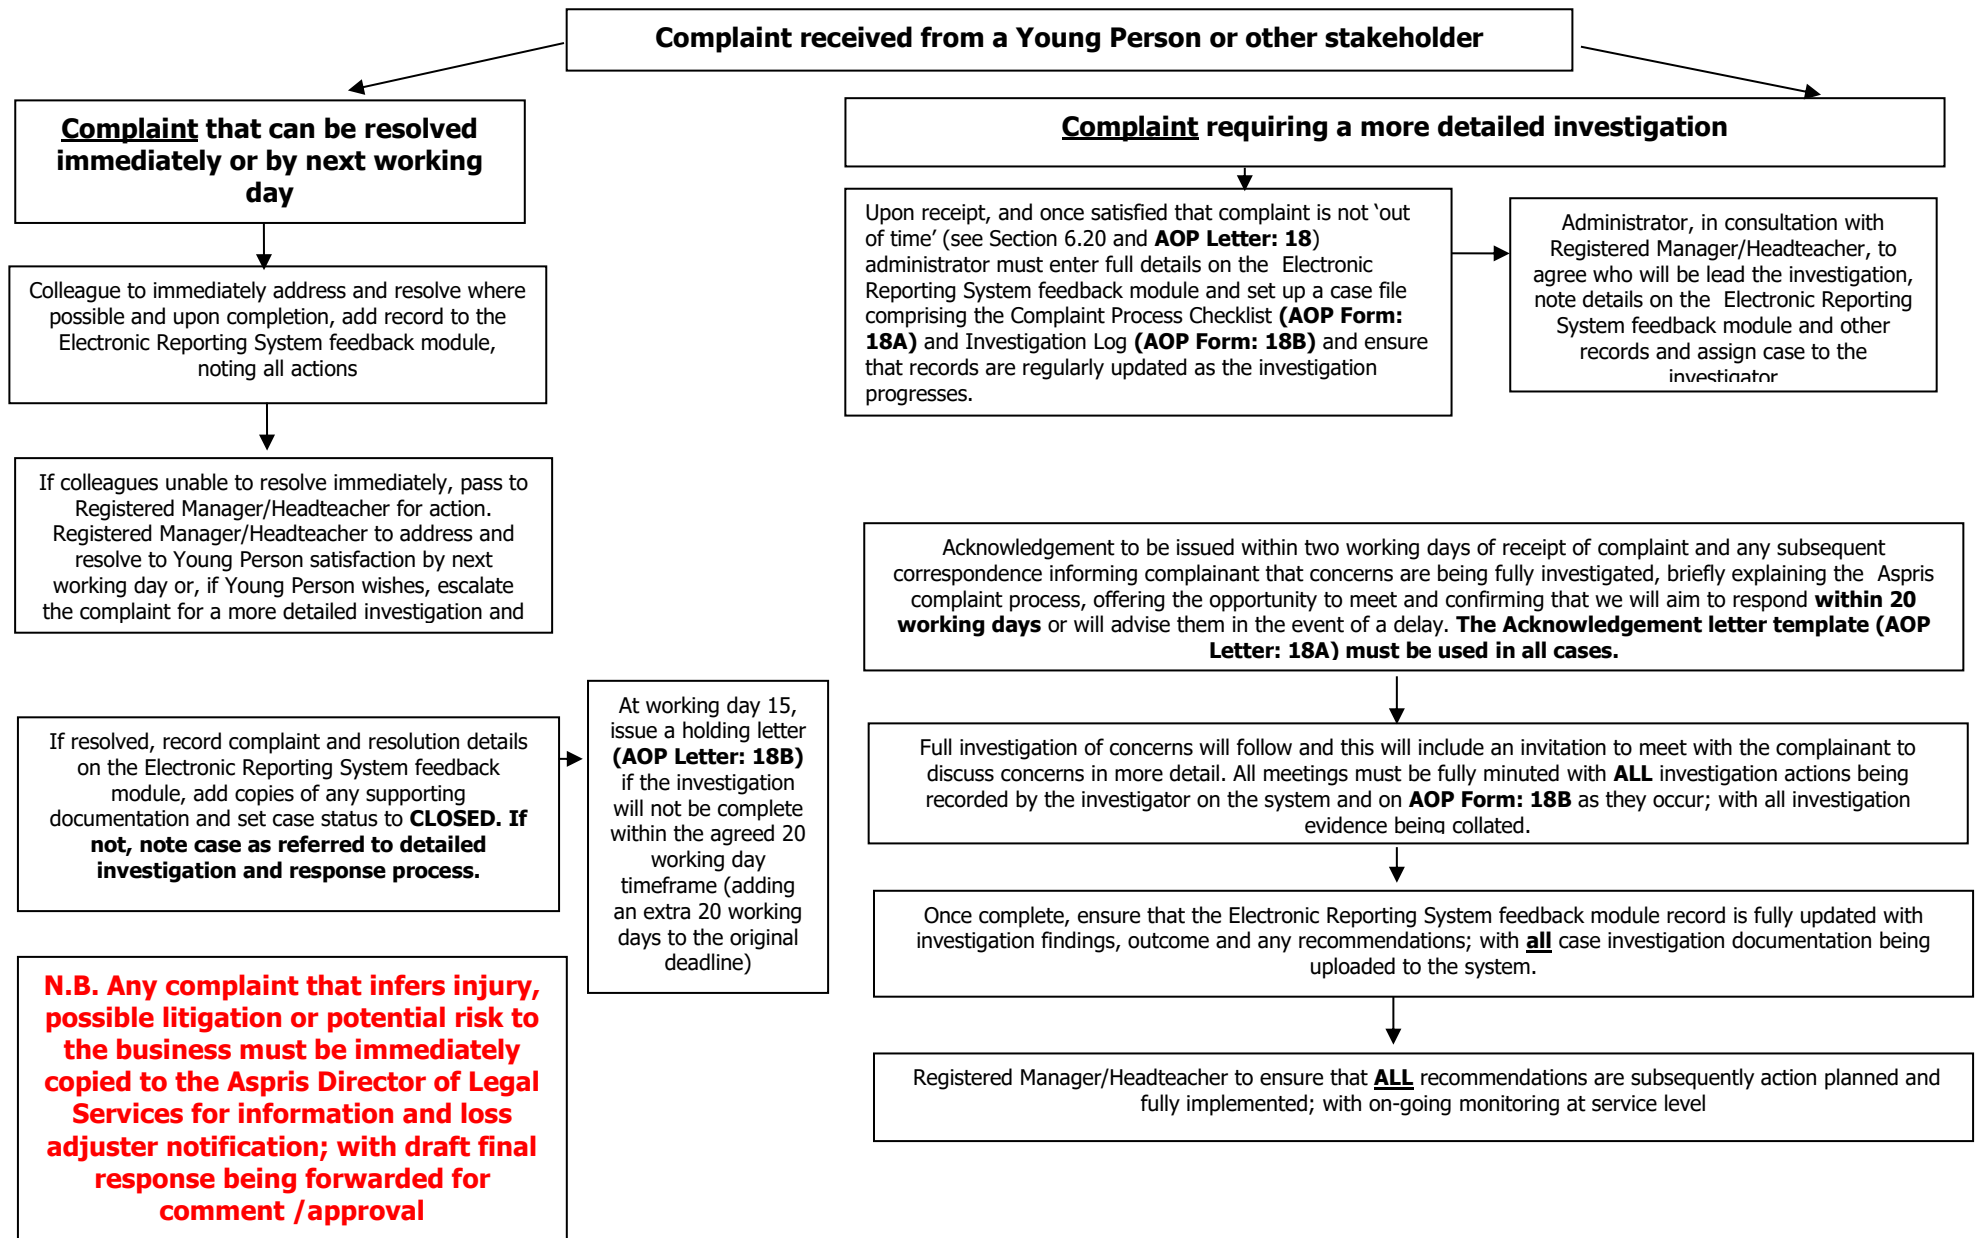 Complaint received from a Young Person or other stakeholder
Complaint that can be resolved
immediately or by next working
day
Colleague to immediately address and resolve where
possible and upon completion, add record to the
Electronic Reporting System feedback module,
noting all actions
If colleagues unable to resolve immediately, pass to
Registered Manager/Headteacher for action.
Registered Manager/Headteacher to address and
resolve to Young Person satisfaction by next
working day or, if Young Person wishes, escalate
the complaint for a more detailed investigation and
If resolved, record complaint and resolution details
on the Electronic Reporting System feedback
module, add copies of any supporting
documentation and set case status to CLOSED. If
not, note case as referred to detailed
investigation and response process.
N.B. Any complaint that infers injury,
possible litigation or potential risk to
the business must be immediately
copied to the Aspris Director of Legal
Services for information and loss
adjuster notification; with draft final
response being forwarded for
comment /approval
At working day 15,
issue a holding letter
(AOP Letter: 18B)
if the investigation
will not be complete
within the agreed 20
working day
timeframe (adding
an extra 20 working
days to the original
deadline)
Complaint requiring a more detailed investigation
Upon receipt, and once satisfied that complaint is not ‘out
of time’ (see Section 6.20 and AOP Letter: 18)
administrator must enter full details on the Electronic
Reporting System feedback module and set up a case file
comprising the Complaint Process Checklist (AOP Form:
18A) and Investigation Log (AOP Form: 18B) and ensure
that records are regularly updated as the investigation
progresses.
Administrator, in consultation with
Registered Manager/Headteacher, to
agree who will be lead the investigation,
note details on the Electronic Reporting
System feedback module and other
records and assign case to the
investigator
Acknowledgement to be issued within two working days of receipt of complaint and any subsequent
correspondence informing complainant that concerns are being fully investigated, briefly explaining the Aspris
complaint process, offering the opportunity to meet and confirming that we will aim to respond within 20
working days or will advise them in the event of a delay. The Acknowledgement letter template (AOP
Letter: 18A) must be used in all cases.
Full investigation of concerns will follow and this will include an invitation to meet with the complainant to
discuss concerns in more detail. All meetings must be fully minuted with ALL investigation actions being
recorded by the investigator on the system and on AOP Form: 18B as they occur; with all investigation
evidence being collated.
Once complete, ensure that the Electronic Reporting System feedback module record is fully updated with
investigation findings, outcome and any recommendations; with all case investigation documentation being
uploaded to the system.
Registered Manager/Headteacher to ensure that ALL recommendations are subsequently action planned and
fully implemented; with on-going monitoring at service level